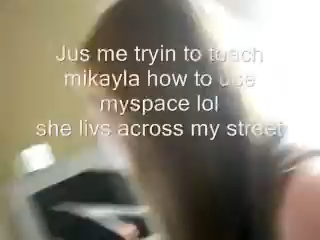 Jus me tryin to teach
mikayla how to use
myspace lol
she livs across my street